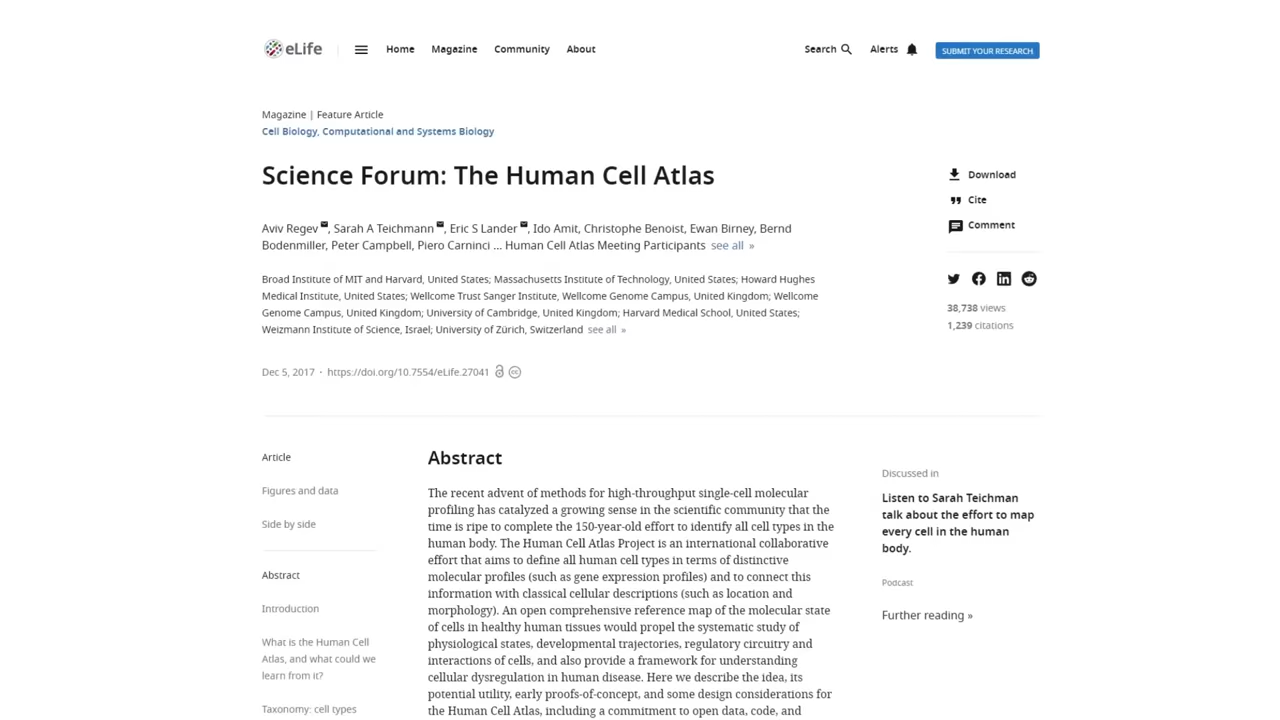 eLife
Home Magazine Community About
Search Alerts SUBMIT YOUR RESEARCH
Magazine | Feature Article
Cell Biology, Computational and Systems Biology
Science Forum: The Human Cell Atlas
Aviv Regev, Sarah A Teichmann, Eric S Lander, Ido Amit, Christophe Benoist, Ewan Birney, Bernd
Bodenmiller, Peter Campbell, Piero Carninci ... Human Cell Atlas Meeting Participants see all »
Broad Institute of MIT and Harvard, United States; Massachusetts Institute of Technology, United States; Howard Hughes
Medical Institute, United States; Wellcome Trust Sanger Institute, Wellcome Genome Campus, United Kingdom; Wellcome
Genome Campus, United Kingdom; University of Cambridge, United Kingdom; Harvard Medical School, United States;
Weizmann Institute of Science, Israel; University of Zürich, Switzerland see all »
Dec 5, 2017 · https://doi.org/10.7554/eLife.27041 cc
Download
Cite
Comment
38,738 views
1,239 citations
Article
Figures and data
Side by side
Abstract
Introduction
What is the Human Cell
Atlas, and what could we
learn from it?
Taxonomy: cell types
Abstract
The recent advent of methods for high-throughput single-cell molecular
profiling has catalyzed a growing sense in the scientific community that the
time is ripe to complete the 150-year-old effort to identify all cell types in the
human body. The Human Cell Atlas Project is an international collaborative
effort that aims to define all human cell types in terms of distinctive
molecular profiles (such as gene expression profiles) and to connect this
information with classical cellular descriptions (such as location and
morphology). An open comprehensive reference map of the molecular state
of cells in healthy human tissues would propel the systematic study of
physiological states, developmental trajectories, regulatory circuitry and
interactions of cells, and also provide a framework for understanding
cellular dysregulation in human disease. Here we describe the idea, its
potential utility, early proofs-of-concept, and some design considerations for
the Human Cell Atlas, including a commitment to open data, code, and
Discussed in
Listen to Sarah Teichman
talk about the effort to map
every cell in the human
body.
Podcast
Further reading »